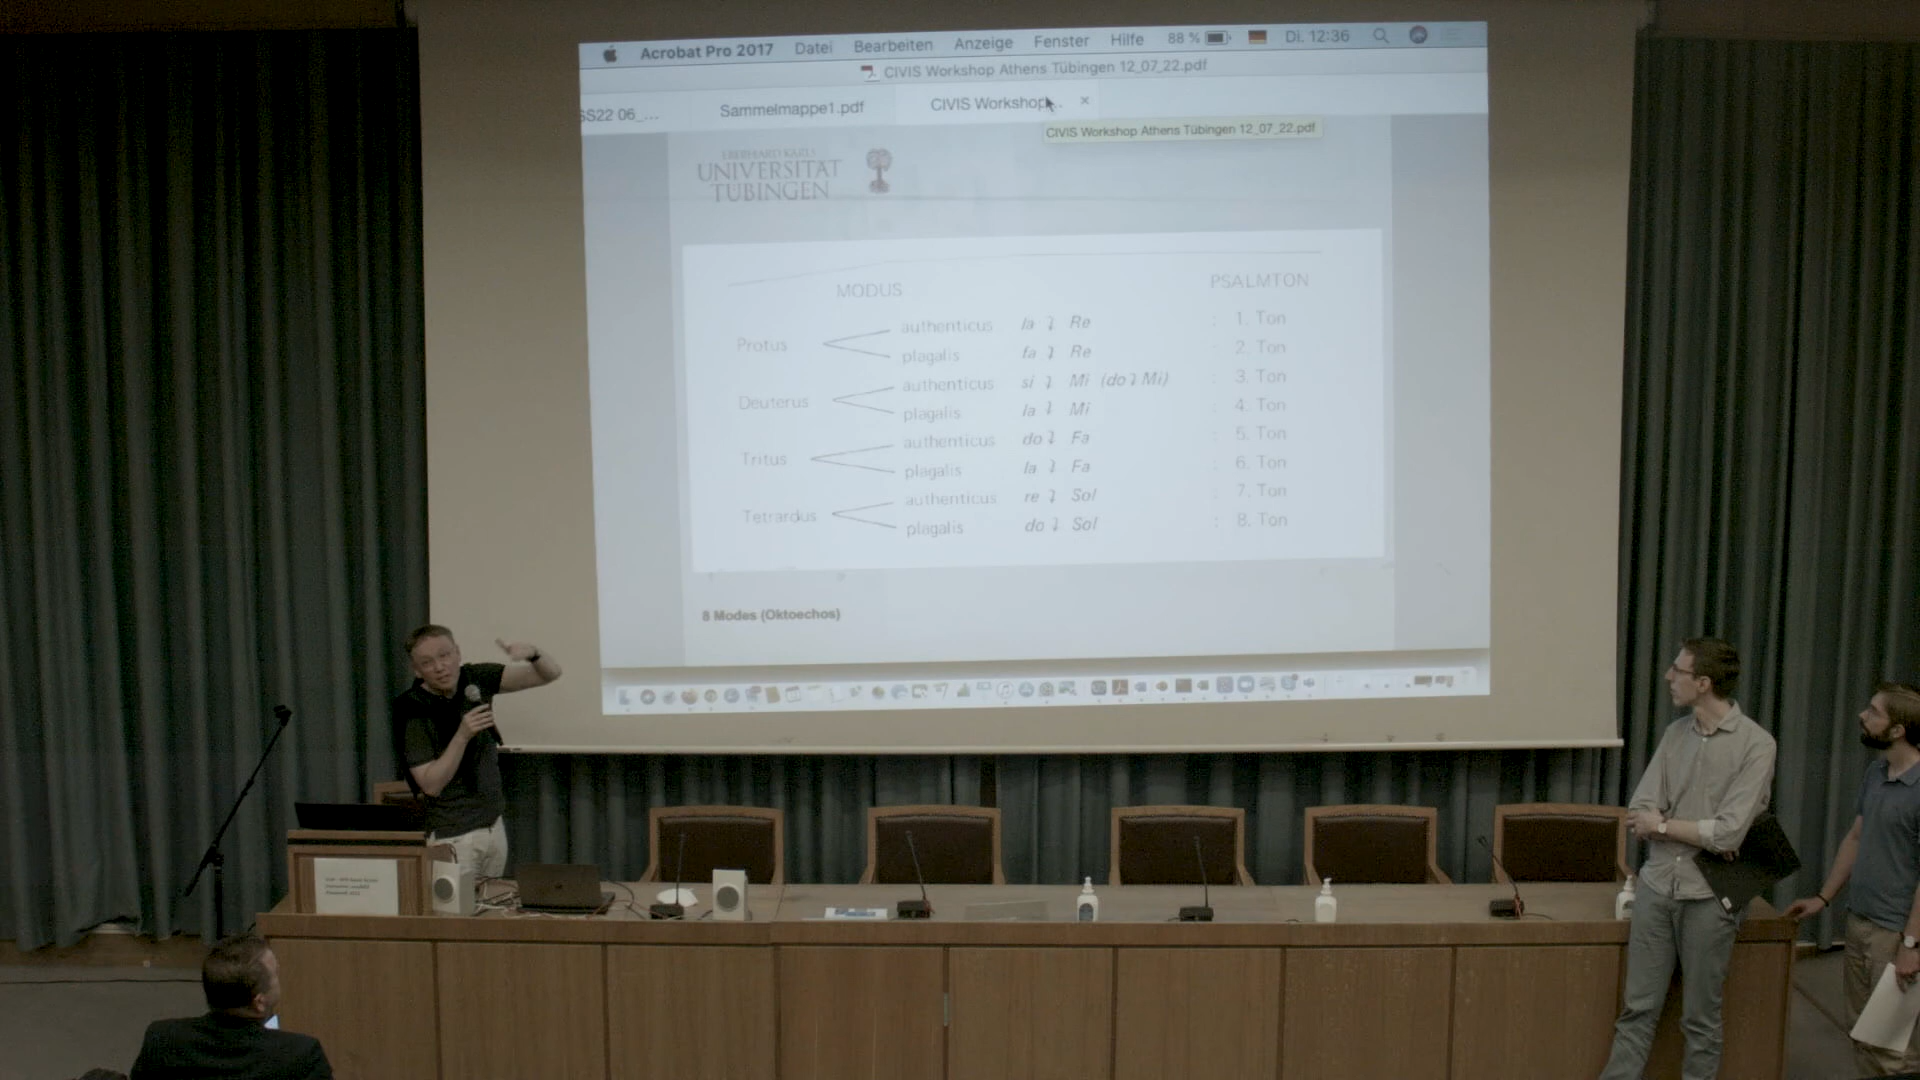 Acrobat Pro 2017 Datei Bearbeiten Anzeige Fenster Hilfe 88 % Di. 12:36
CIVIS Workshop Athens Tübingen 12_07_22.pdf
SS22 06_... Sammelmappe1.pdf CIVIS Workshop...
CIVIS Workshop Athens Tübingen 12_07_22.pdf
EBERHARD KARLS
UNIVERSITÄT
TÜBINGEN
MODUS PSALMTON
Protus authenticus la Re : 1. Ton
plagalis fa Re : 2. Ton
Deuterus authenticus si Mi (do Mi) : 3. Ton
plagalis la Mi : 4. Ton
Tritus authenticus do Fa : 5. Ton
plagalis la Fa : 6. Ton
Tetrardus authenticus re Sol : 7. Ton
plagalis do Sol : 8. Ton
8 Modes (Oktoechos)